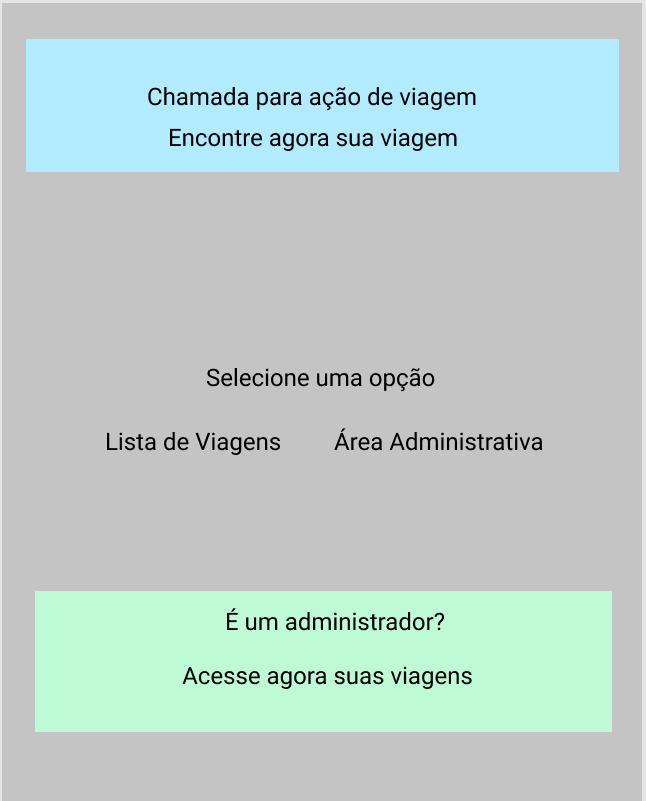 Chamada para ação de viagem
Encontre agora sua viagem
Selecione uma opção
Lista de Viagens Área Administrativa
É um administrador?
Acesse agora suas viagens